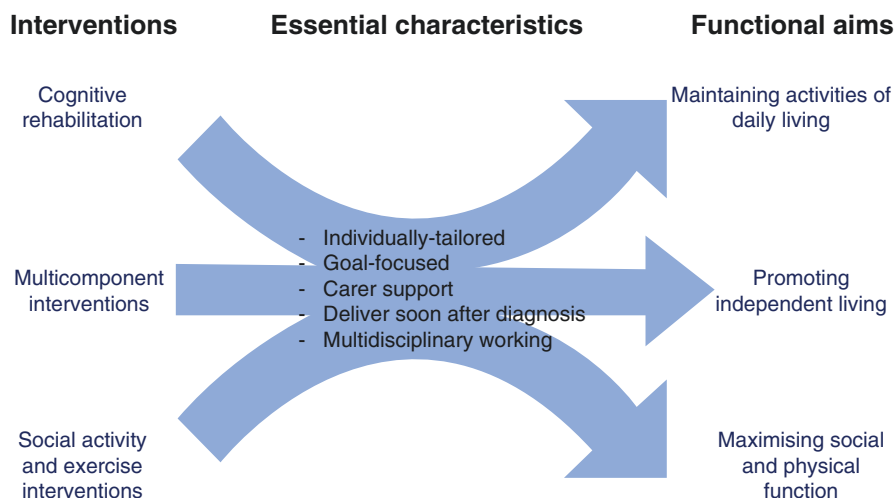 Interventions
Essential characteristics
Functional aims
Cognitive
rehabilitation
Multicomponent
interventions
Social activity
and exercise
interventions
- Individually-tailored
- Goal-focused
- Carer support
- Deliver soon after diagnosis
- Multidisciplinary working
Maintaining activities of
daily living
Promoting
independent living
Maximising social
and physical
function